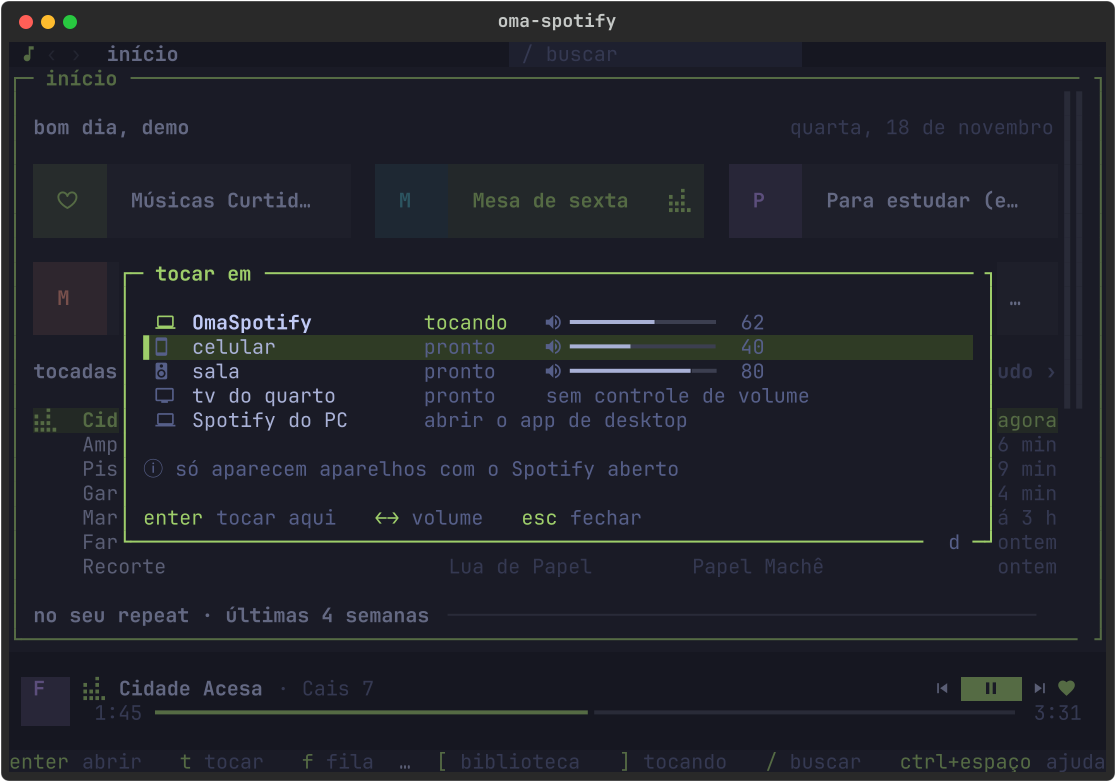 oma-spotify
início / buscar
início
bom dia, demo quarta, 18 de novembro
Músicas Curtid… M Mesa de sexta P Para estudar (e…
M …
tocar em
OmaSpotify tocando 62
celular pronto 40
tocadas sala pronto 80 udo ›
tv do quarto pronto sem controle de volume
Cid Spotify do PC abrir o app de desktop agora
Amp 6 min
Pis só aparecem aparelhos com o Spotify aberto 9 min
Gar 4 min
Mar enter tocar aqui ↔ volume esc fechar á 3 h
Far d ontem
Recorte Lua de Papel Papel Machê ontem
no seu repeat · últimas 4 semanas
F Cidade Acesa · Cais 7
1:45 3:31
enter abrir t tocar f fila … [ biblioteca ] tocando / buscar ctrl+espaço ajuda